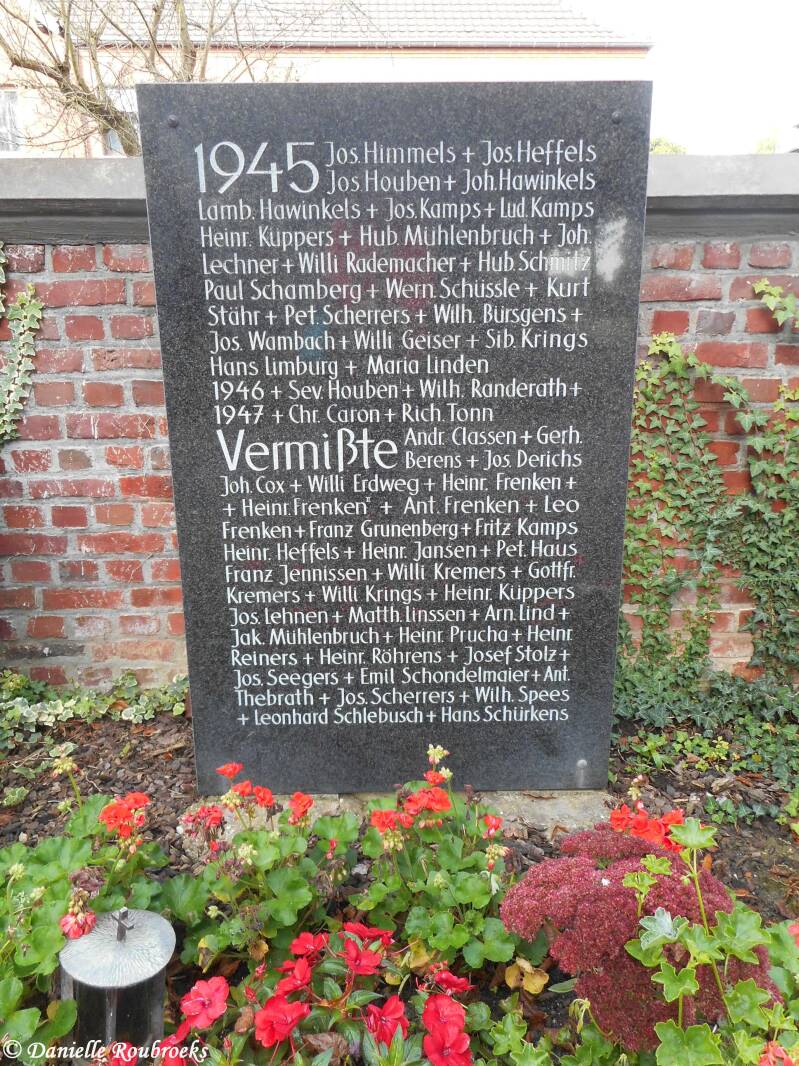 1945 Jos. Himmels + Jos. Heffels
Jos. Houben + Joh. Hawinkels
Lamb. Hawinkels + Jos. Kamps + Lud. Kamps
Heinr. Küppers + Hub. Mühlenbruch + Joh.
Lechner + Willi Rademacher + Hub. Schmitz
Paul Schamberg + Wern. Schüssle + Kurt
Stähr + Pet. Scherrers + Wilh. Bürsgens +
Jos. Wambach + Willi Geiser + Sib. Krings
Hans Limburg + Maria Linden
1946 + Sev. Houben + Wilh. Randerath +
1947 + Chr. Caron + Rich. Tonn
Vermißte Andr. Classen + Gerh.
Berens + Jos. Derichs
Joh. Cox + Willi Erdweg + Heinr. Frenken +
+ Heinr. Frenken + Ant. Frenken + Leo
Frenken + Franz Grunenberg + Fritz Kamps
Heinr. Heffels + Heinr. Jansen + Pet. Haus
Franz Jennissen + Willi Kremers + Gottfr.
Kremers + Willi Krings + Heinr. Küppers
Jos. Lehnen + Matth. Linssen + Arn. Lind +
Jak. Mühlenbruch + Heinr. Prucha + Heinr.
Reiners + Heinr. Röhrens + Josef Stolz +
Jos. Seegers + Emil Schondelmaier + Ant.
Thebrath + Jos. Scherrers + Wilh. Spees
+ Leonhard Schlebusch + Hans Schürkens
© Danielle Roubroeks